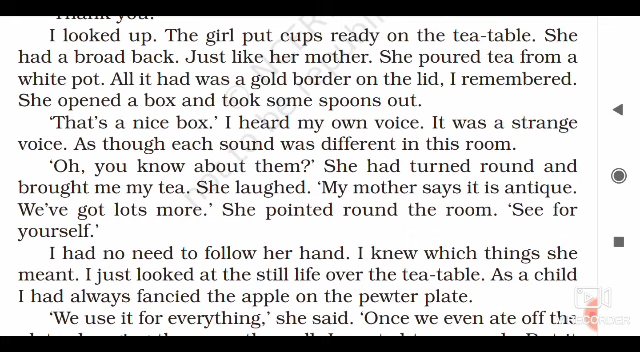 Thank you.
I looked up. The girl put cups ready on the tea-table. She
had a broad back. Just like her mother. She poured tea from a
white pot. All it had was a gold border on the lid, I remembered.
She opened a box and took some spoons out.
'That's a nice box.' I heard my own voice. It was a strange
voice. As though each sound was different in this room.
'Oh, you know about them?' She had turned round and
brought me my tea. She laughed. 'My mother says it is antique.
We've got lots more.' She pointed round the room. 'See for
yourself.'
I had no need to follow her hand. I knew which things she
meant. I just looked at the still life over the tea-table. As a child
I had always fancied the apple on the pewter plate.
'We use it for everything,' she said. 'Once we even ate off the